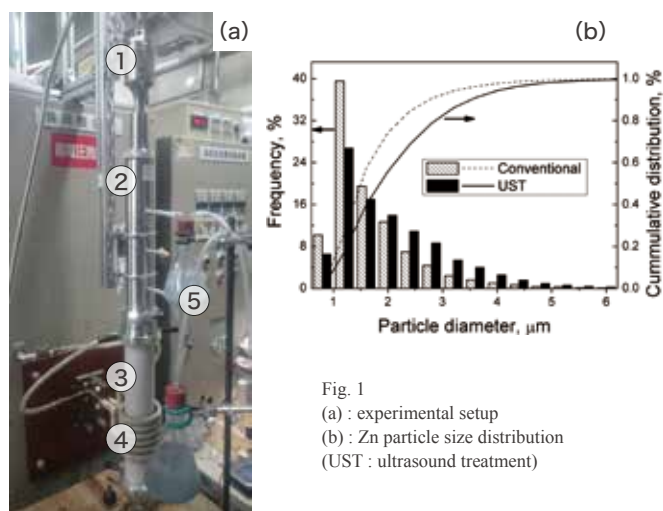 (a)
①
②
③
④
⑤
(b)
40
32
24
16
8
0
Frequency, %
1.0
0.8
0.6
0.4
0.2
0.0
Cummulative distribution, %
Conventional
UST
1 2 3 4 5 6
Particle diameter, μm
Fig. 1
(a) : experimental setup
(b) : Zn particle size distribution
(UST : ultrasound treatment)